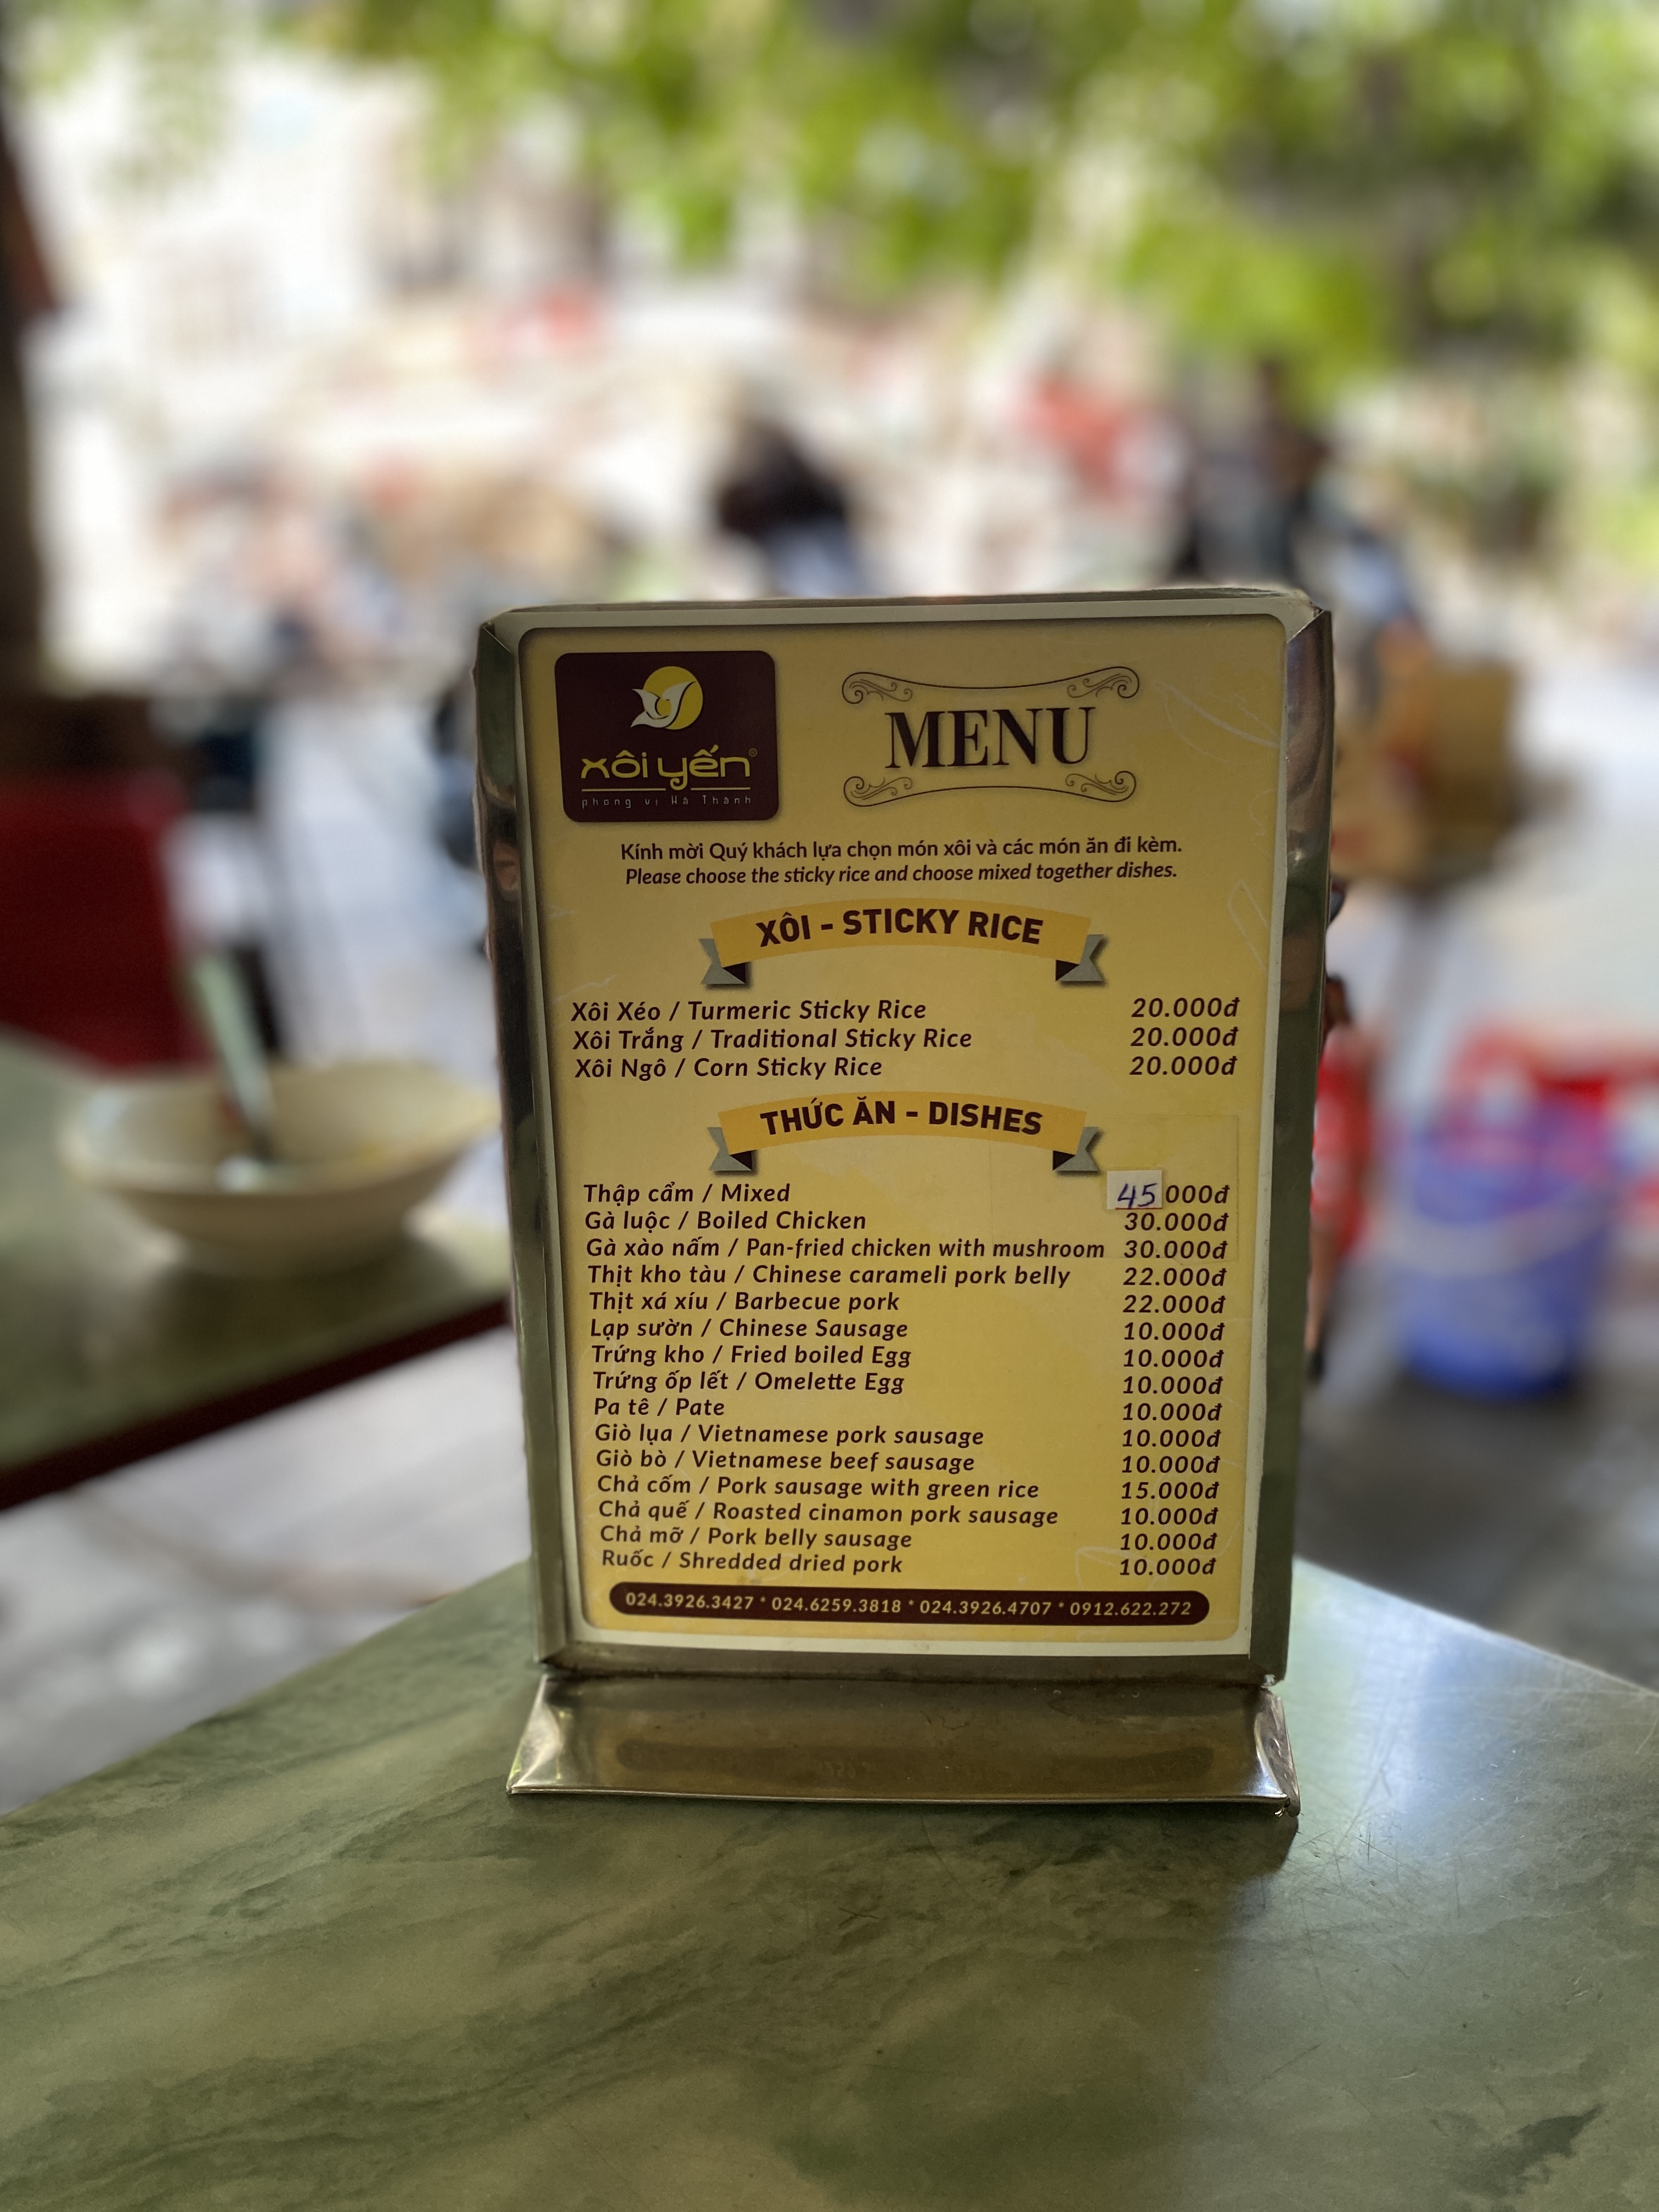 xôi yến®
phong vị Hà Thành
MENU
Kính mời Quý khách lựa chọn món xôi và các món ăn đi kèm.
Please choose the sticky rice and choose mixed together dishes.
XÔI - STICKY RICE
Xôi Xéo / Turmeric Sticky Rice 20.000đ
Xôi Trắng / Traditional Sticky Rice 20.000đ
Xôi Ngô / Corn Sticky Rice 20.000đ
THỨC ĂN - DISHES
Thập cẩm / Mixed 45 000đ
Gà luộc / Boiled Chicken 30.000đ
Gà xào nấm / Pan-fried chicken with mushroom 30.000đ
Thịt kho tàu / Chinese carameli pork belly 22.000đ
Thịt xá xíu / Barbecue pork 22.000đ
Lạp sườn / Chinese Sausage 10.000đ
Trứng kho / Fried boiled Egg 10.000đ
Trứng ốp lết / Omelette Egg 10.000đ
Pa tê / Pate 10.000đ
Giò lụa / Vietnamese pork sausage 10.000đ
Giò bò / Vietnamese beef sausage 10.000đ
Chả cốm / Pork sausage with green rice 15.000đ
Chả quế / Roasted cinamon pork sausage 10.000đ
Chả mỡ / Pork belly sausage 10.000đ
Ruốc / Shredded dried pork 10.000đ
024.3926.3427 * 024.6259.3818 * 024.3926.4707 * 0912.622.272